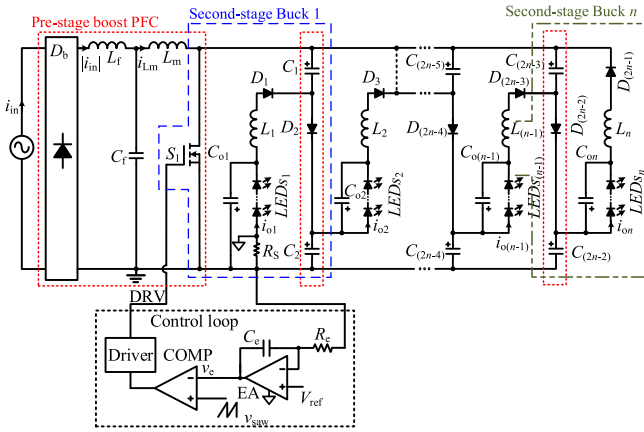 Pre-stage boost PFC
Second-stage Buck 1
Second-stage Buck n
D_b
L_f
|i_in|
i_Lm
L_m
i_in
C_f
S_1
C_o1
D_1
L_1
LEDs_1
i_o1
R_S
C_1
D_2
C_2
D_3
L_2
C_o2
LEDs_2
i_o2
C_(2n-5)
D_(2n-4)
C_(2n-4)
D_(2n-3)
L_(n-1)
C_o(n-1)
LEDs_(n-1)
i_o(n-1)
C_(2n-3)
D_(2n-2)
C_(2n-2)
D_(2n-1)
L_n
C_on
LEDs_n
i_on
DRV
Control loop
Driver
COMP
v_e
v_saw
C_e
R_e
EA
V_ref